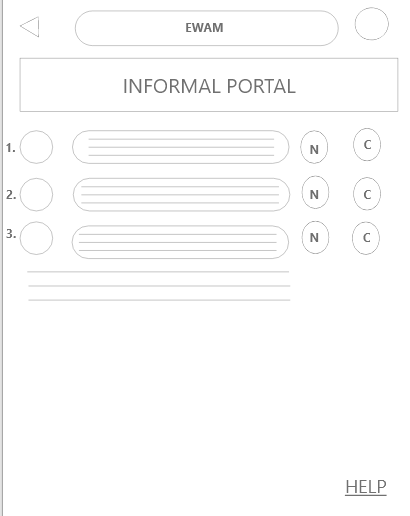 EWAM
INFORMAL PORTAL
1. N C
2. N C
3. N C
HELP